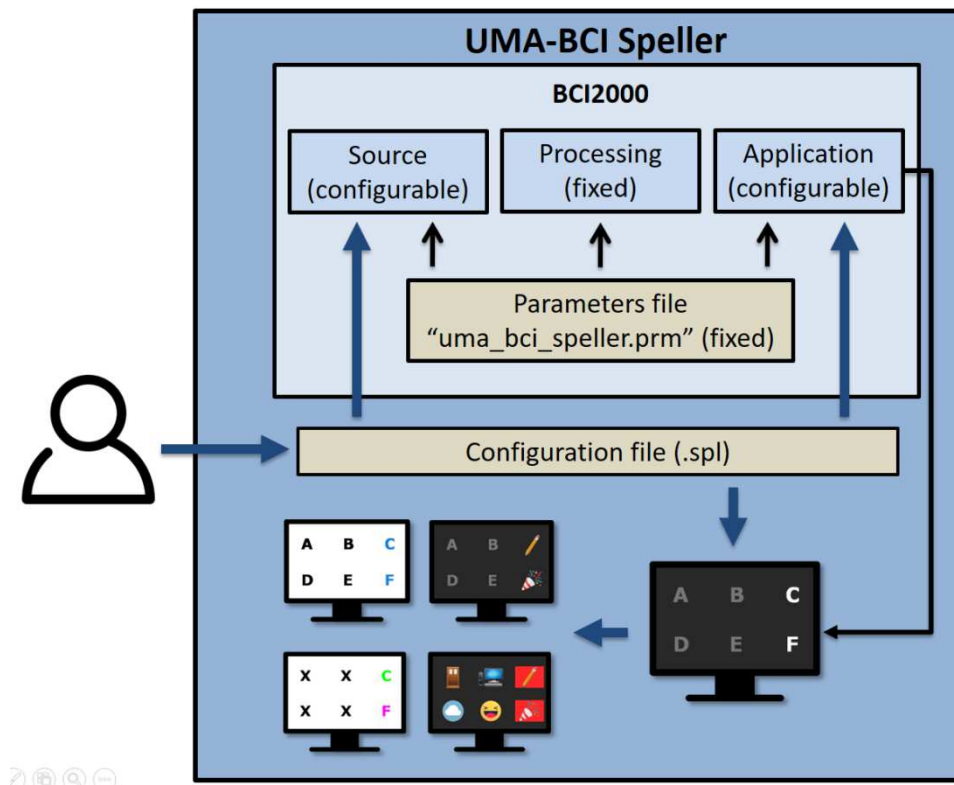 UMA-BCI Speller
BCI2000
Source
(configurable)
Processing
(fixed)
Application
(configurable)
Parameters file
“uma_bci_speller.prm” (fixed)
Configuration file (.spl)
A B C
D E F
A B
D E
A B C
D E F
X X C
X X F